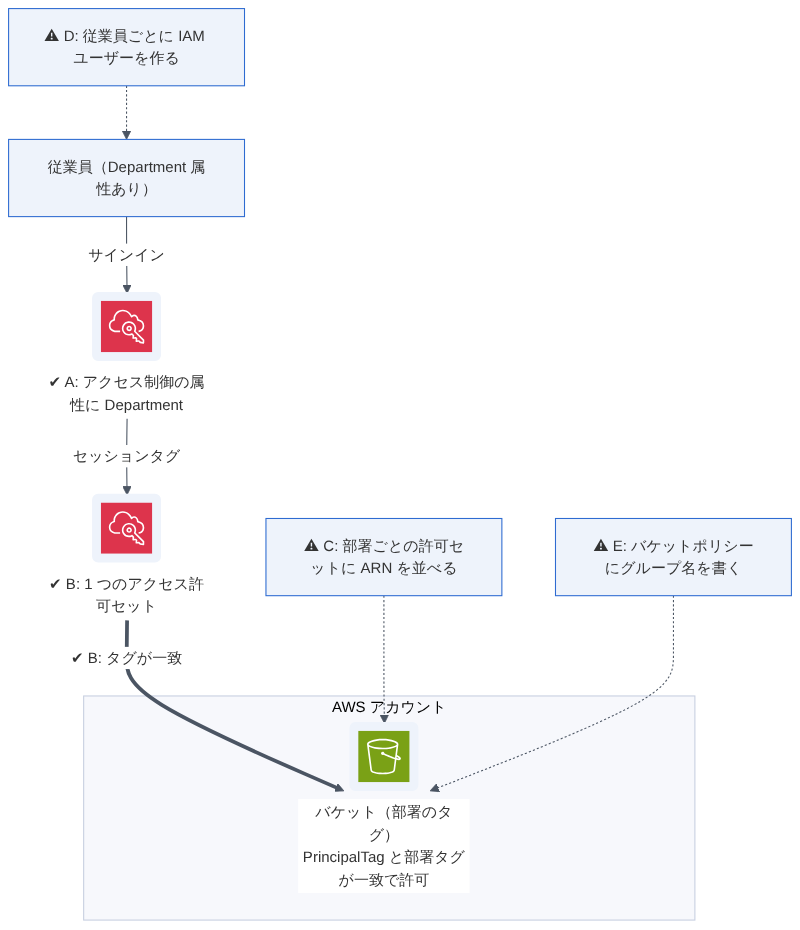 ⚠ D: 従業員ごとに IAM
ユーザーを作る
従業員（Department 属
性あり）
サインイン
✔ A: アクセス制御の属
性に Department
セッションタグ
✔ B: 1 つのアクセス許
可セット
⚠ C: 部署ごとの許可セ
ットに ARN を並べる
⚠ E: バケットポリシー
にグループ名を書く
✔ B: タグが一致
AWS アカウント
バケット（部署のタ
グ）
PrincipalTag と部署タグ
が一致で許可